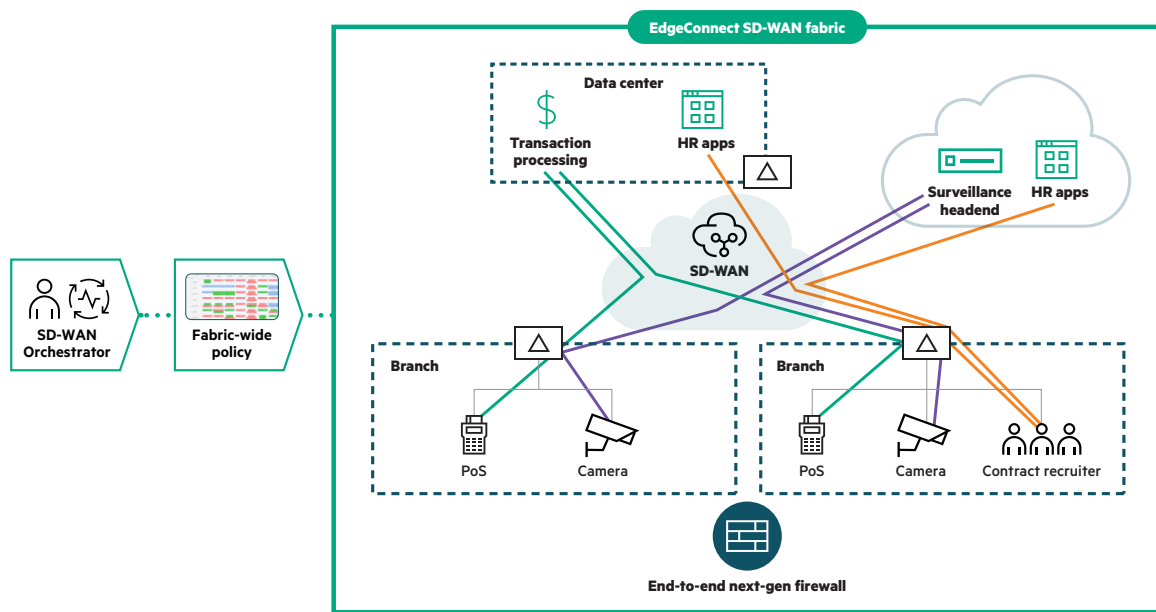 EdgeConnect SD-WAN fabric
Data center
Transaction
processing
HR apps
Surveillance
headend
HR apps
SD-WAN
SD-WAN
Orchestrator
Fabric-wide
policy
Branch
PoS
Camera
Branch
PoS
Camera
Contract recruiter
End-to-end next-gen firewall